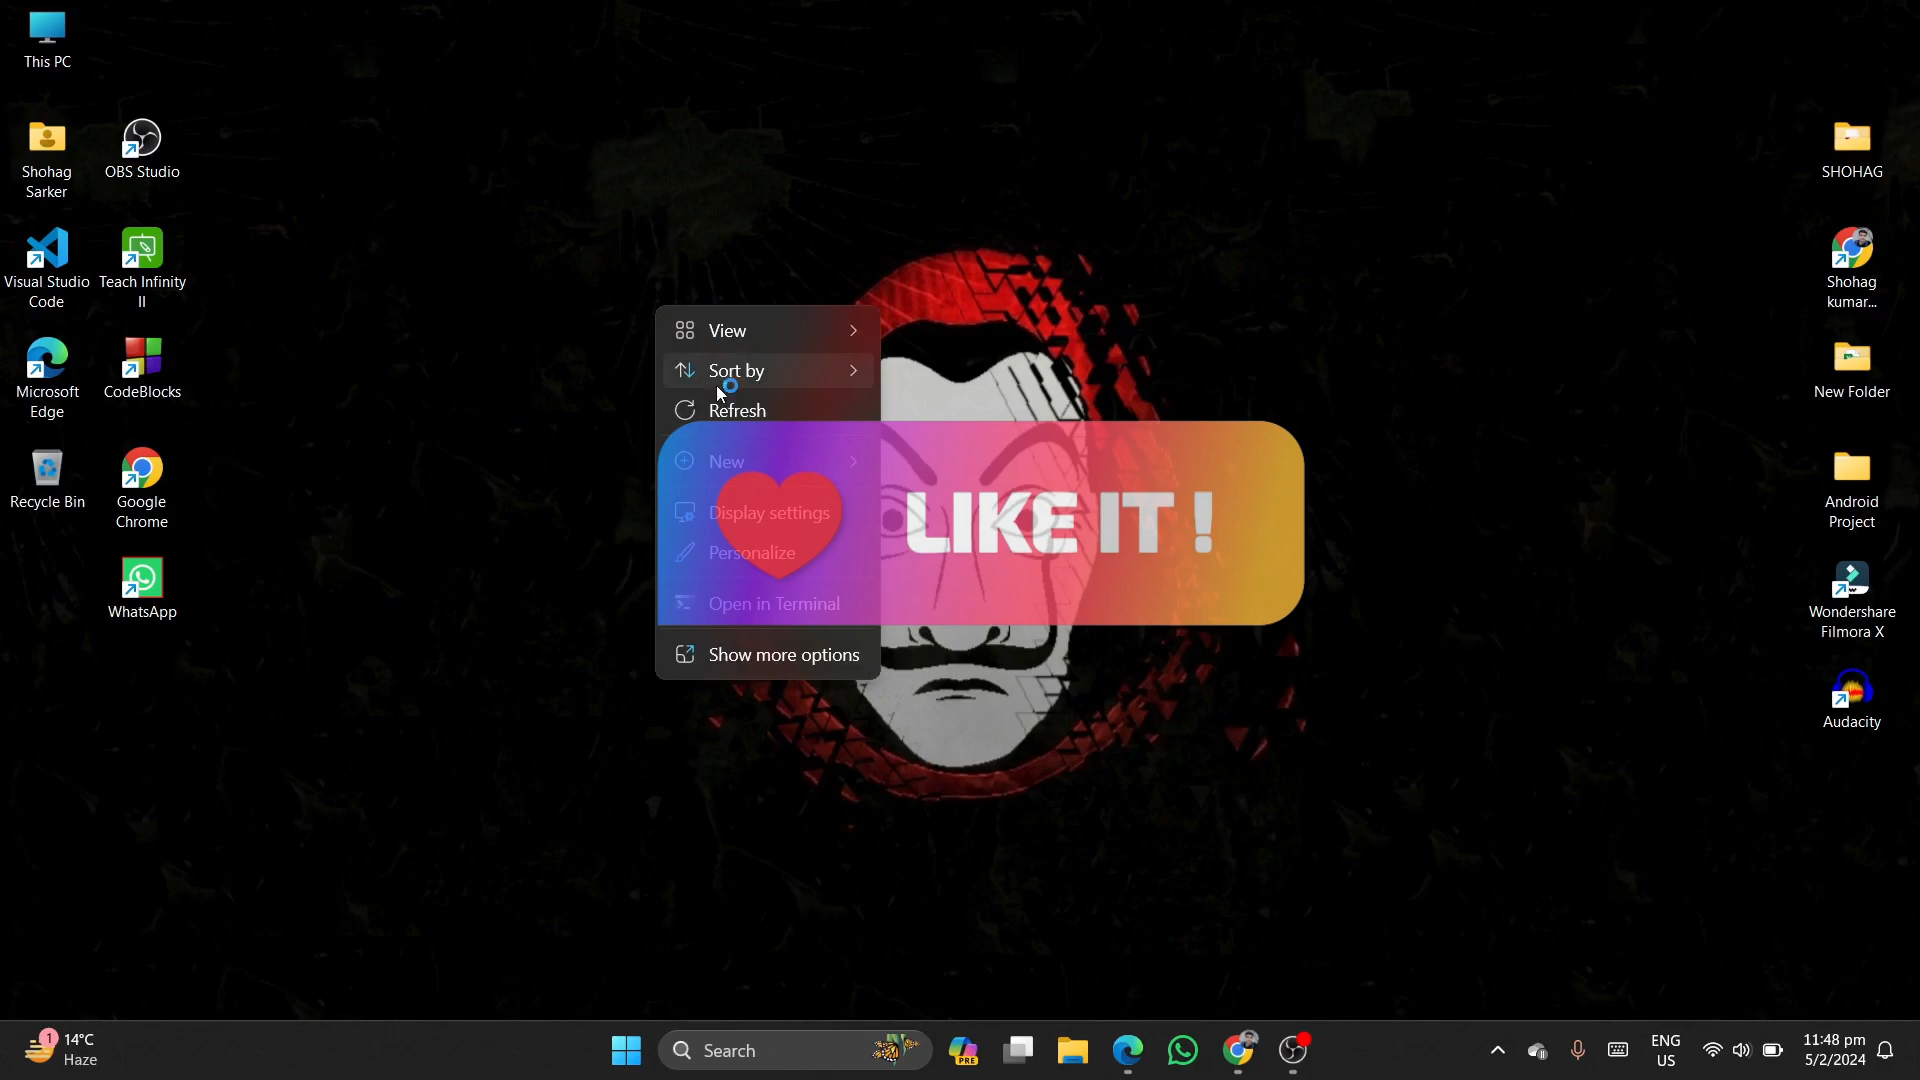 This PC
Shohag
Sarker
OBS Studio
Visual Studio
Code
Teach Infinity
II
Microsoft
Edge
CodeBlocks
Recycle Bin
Google
Chrome
WhatsApp
View
Sort by
Refresh
New
Display settings
Personalize
Open in Terminal
Show more options
LIKE IT !
SHOHAG
Shohag
kumar...
New Folder
Android
Project
Wondershare
Filmora X
Audacity
1
14°C
Haze
Search
PRE
ENG
US
11:48 pm
5/2/2024